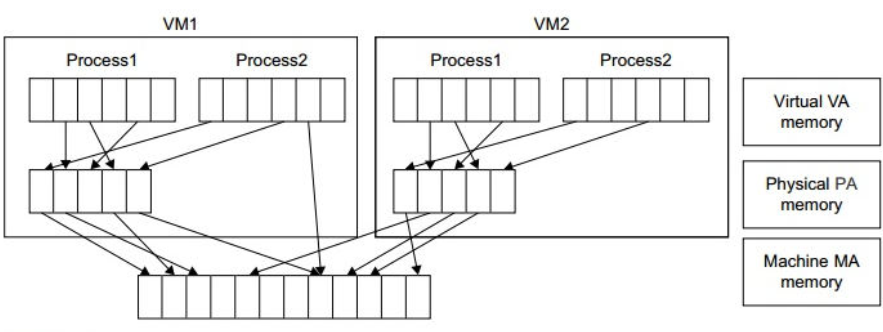 VM1
VM2
Process1
Process2
Process1
Process2
Virtual VA
memory
Physical PA
memory
Machine MA
memory